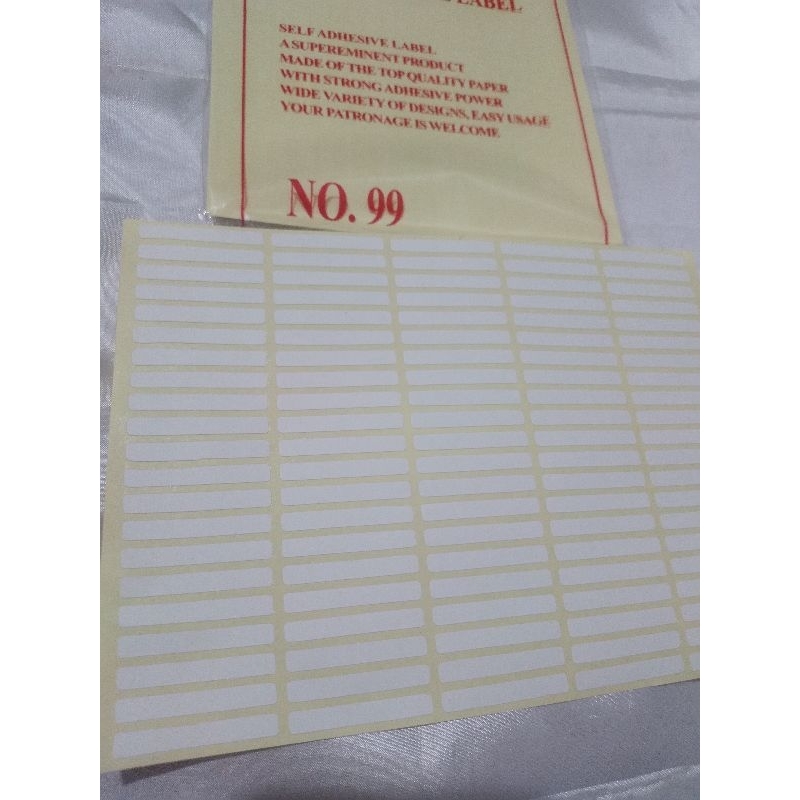 LABEL
SELF ADHESIVE LABEL
A SUPEREMINENT PRODUCT
MADE OF THE TOP QUALITY PAPER
WITH STRONG ADHESIVE POWER
WIDE VARIETY OF DESIGNS, EASY USAGE
YOUR PATRONAGE IS WELCOME
NO. 99